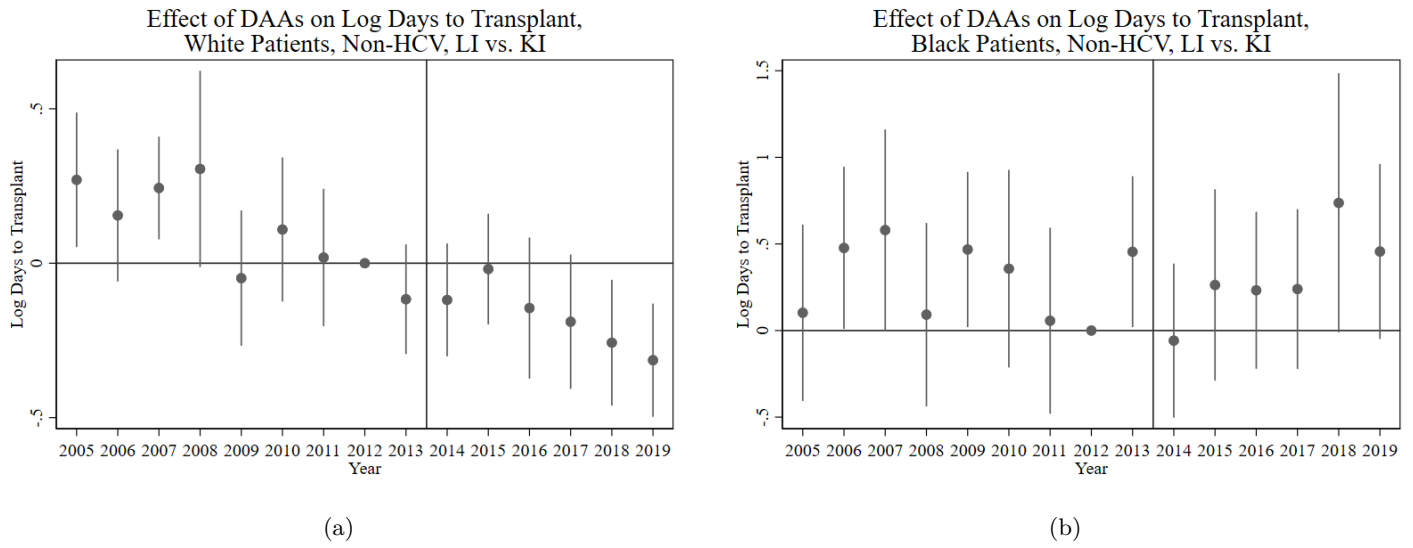 Effect of DAAs on Log Days to Transplant,
White Patients, Non-HCV, LI vs. KI
Log Days to Transplant
.5
0
-.5
2005 2006 2007 2008 2009 2010 2011 2012 2013 2014 2015 2016 2017 2018 2019
Year
(a)
Effect of DAAs on Log Days to Transplant,
Black Patients, Non-HCV, LI vs. KI
Log Days to Transplant
1.5
1
.5
0
-.5
2005 2006 2007 2008 2009 2010 2011 2012 2013 2014 2015 2016 2017 2018 2019
Year
(b)